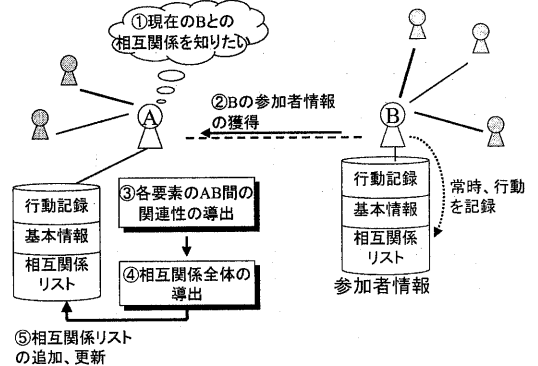 ①現在のBとの
相互関係を知りたい
A
②Bの参加者情報
の獲得
B
行動記録
基本情報
相互関係
リスト
③各要素のAB間の
関連性の導出
④相互関係全体の
導出
行動記録
基本情報
相互関係
リスト
常時、行動
を記録
参加者情報
⑤相互関係リスト
の追加、更新